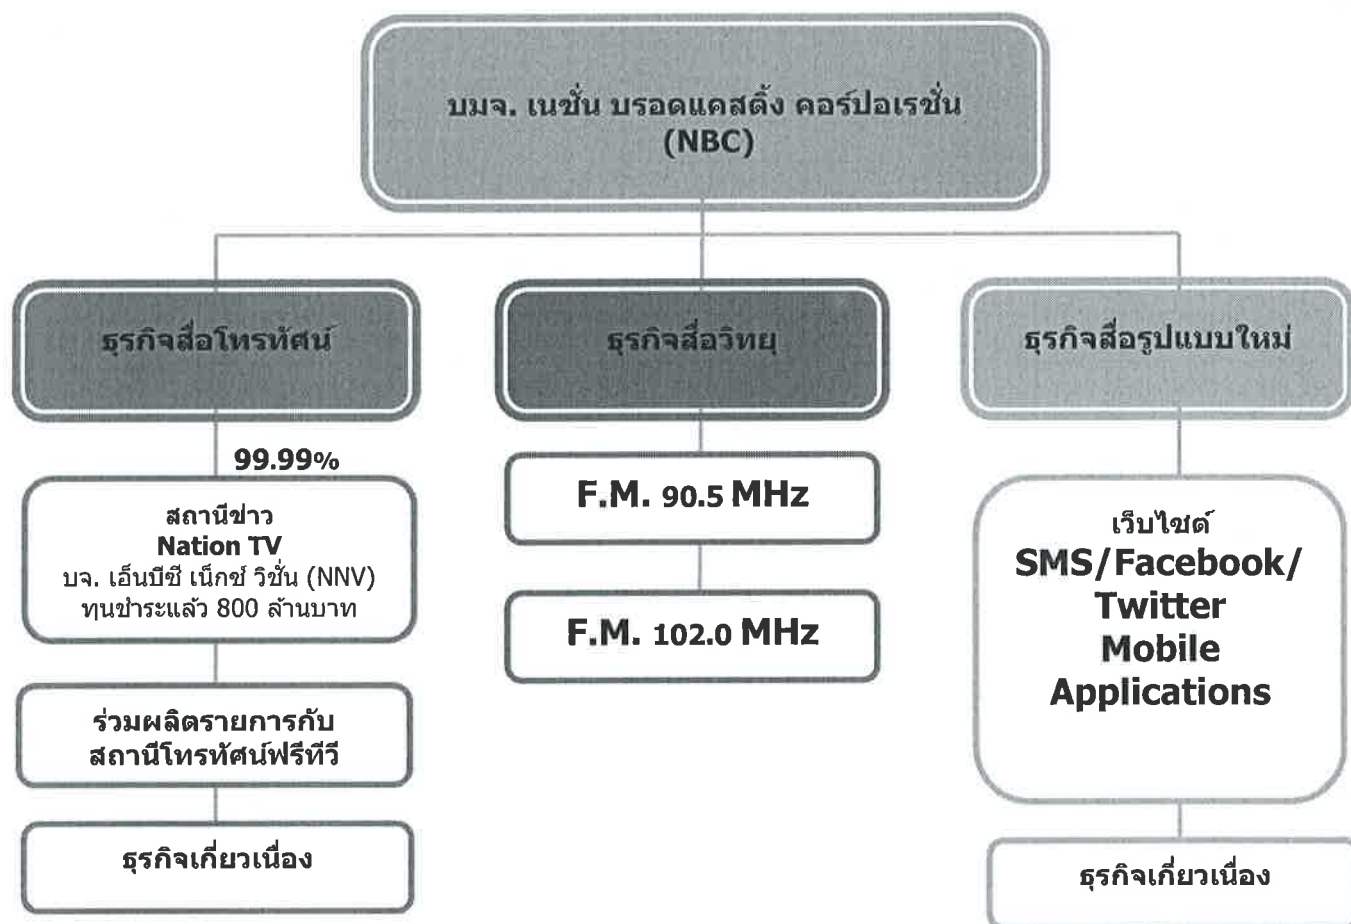 บมจ. เนชั่น บรอดแคสติ้ง คอร์ปอเรชั่น
(NBC)
ธุรกิจสื่อโทรทัศน์
99.99%
สถานีข่าว
Nation TV
บจ. เอ็นบีซี เน็กซ์ วิชั่น (NNV)
ทุนชำระแล้ว 800 ล้านบาท
ร่วมผลิตรายการกับ
สถานีโทรทัศน์ฟรีทีวี
ธุรกิจเกี่ยวเนื่อง
ธุรกิจสื่อวิทยุ
F.M. 90.5 MHz
F.M. 102.0 MHz
ธุรกิจสื่อรูปแบบใหม่
เว็บไซต์
SMS/Facebook/
Twitter
Mobile
Applications
ธุรกิจเกี่ยวเนื่อง